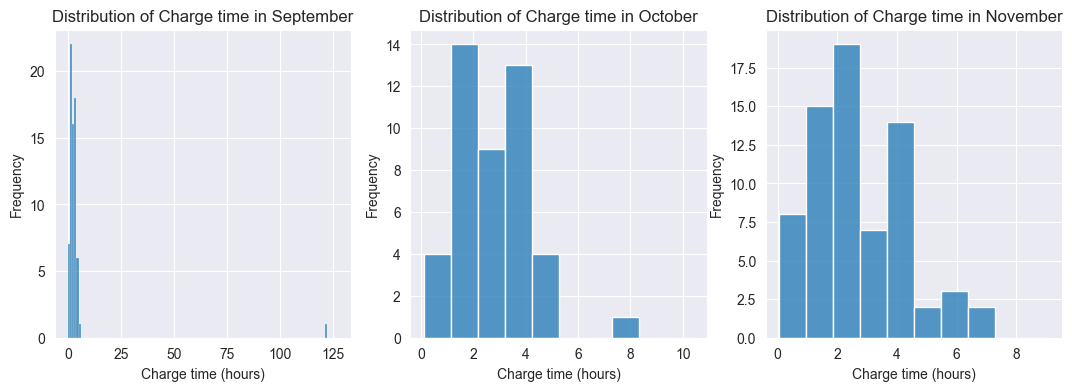 Distribution of Charge time in September
20
15
10
5
0
Frequency
0 25 50 75 100 125
Charge time (hours)
Distribution of Charge time in October
14
12
10
8
6
4
2
0
Frequency
0 2 4 6 8 10
Charge time (hours)
Distribution of Charge time in November
17.5
15.0
12.5
10.0
7.5
5.0
2.5
0.0
Frequency
0 2 4 6 8
Charge time (hours)